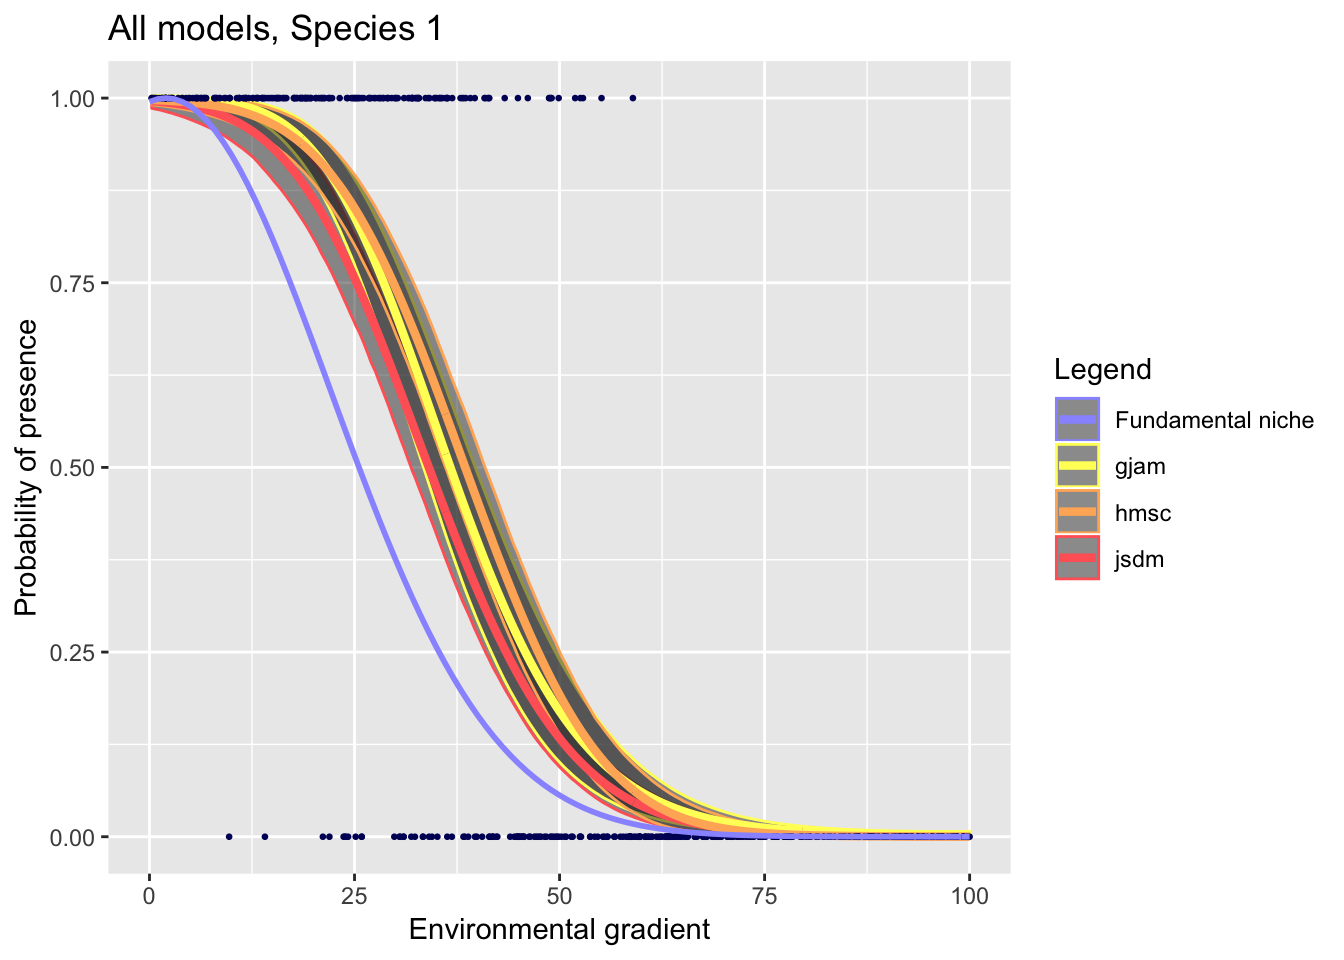 All models, Species 1
Probability of presence
1.00
0.75
0.50
0.25
0.00
0
25
50
75
100
Environmental gradient
Legend
Fundamental niche
gjam
hmsc
jsdm